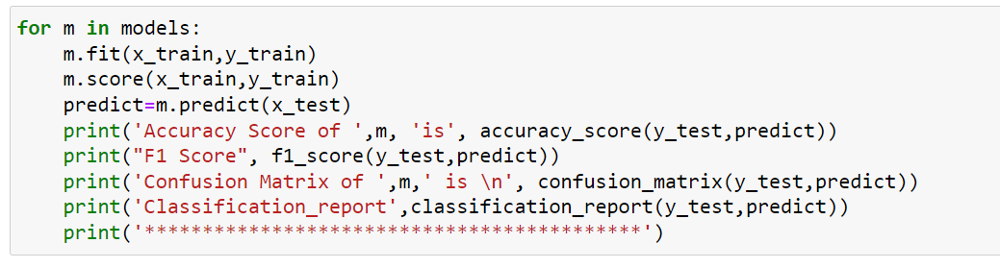 for m in models:
    m.fit(x_train,y_train)
    m.score(x_train,y_train)
    predict=m.predict(x_test)
    print('Accuracy Score of ',m, 'is', accuracy_score(y_test,predict))
    print("F1 Score", f1_score(y_test,predict))
    print('Confusion Matrix of ',m,' is \n', confusion_matrix(y_test,predict))
    print('Classification_report',classification_report(y_test,predict))
    print('*******************************************')